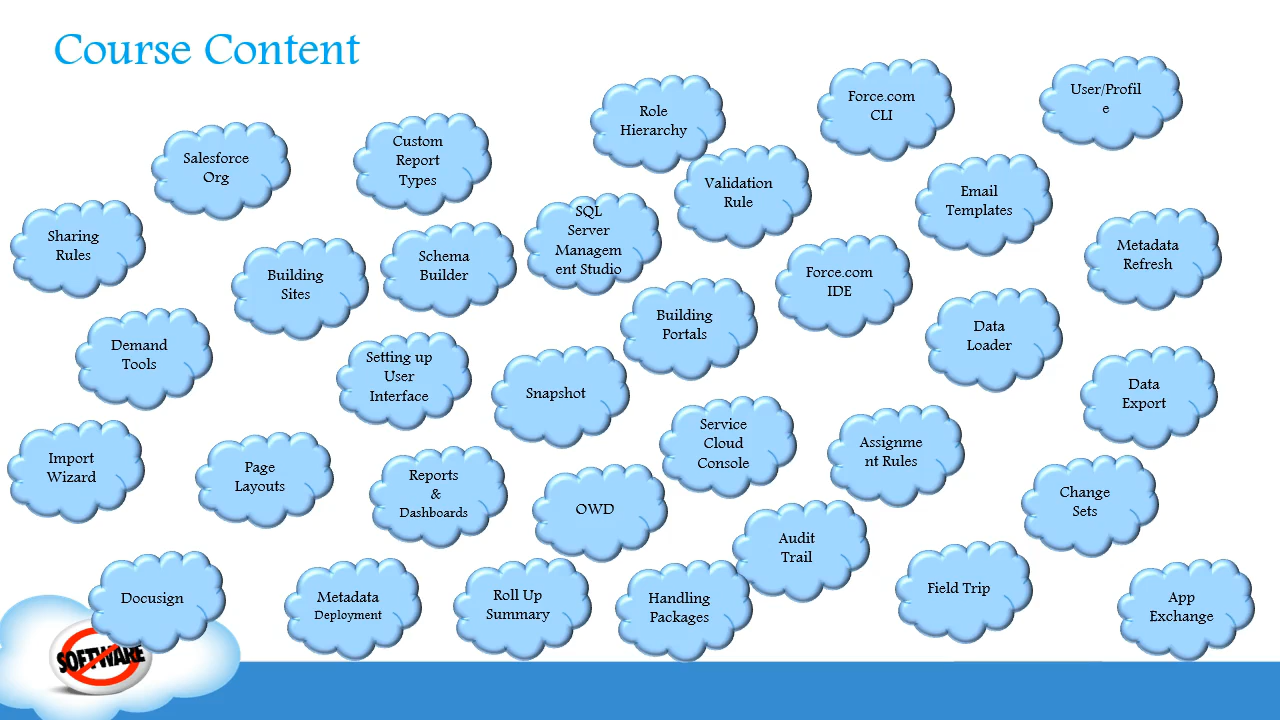 Course Content
Role
Hierarchy
Force.com
CLI
User/Profil
e
Salesforce
Org
Custom
Report
Types
Validation
Rule
Email
Templates
Sharing
Rules
Building
Sites
Schema
Builder
SQL
Server
Managem
ent Studio
Force.com
IDE
Metadata
Refresh
Demand
Tools
Setting up
User
Interface
Snapshot
Building
Portals
Data
Loader
Data
Export
Import
Wizard
Page
Layouts
Reports
&
Dashboards
OWD
Service
Cloud
Console
Assignme
nt Rules
Change
Sets
Audit
Trail
Docusign
Metadata
Deployment
Roll Up
Summary
Handling
Packages
Field Trip
App
Exchange
SOFTWARE